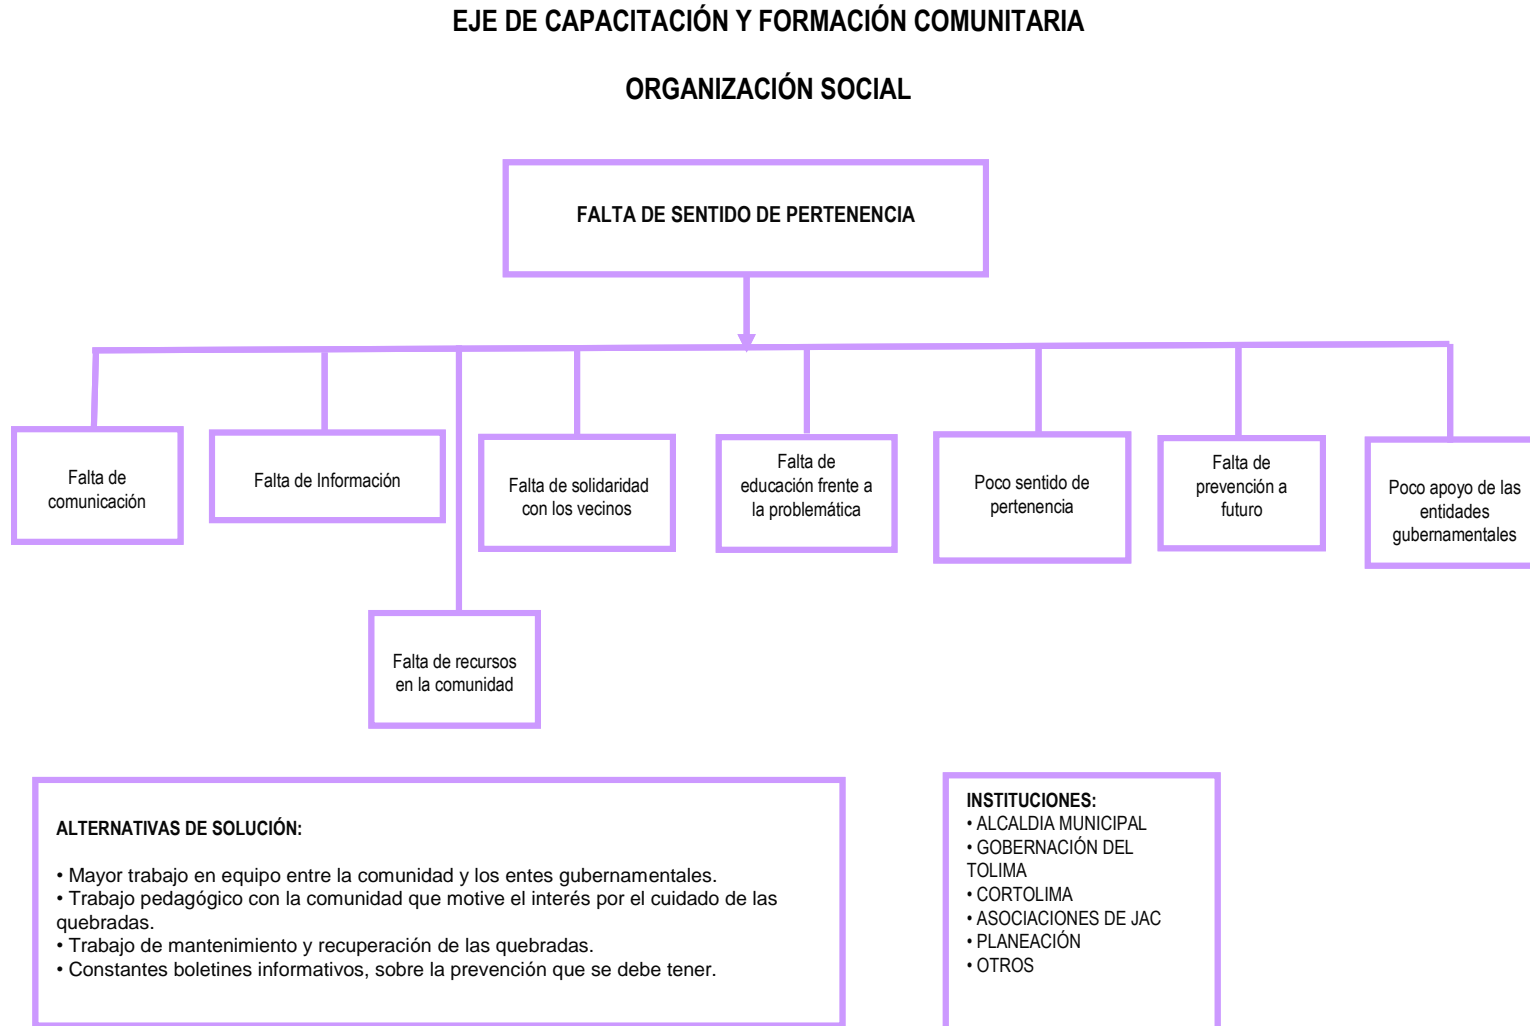 EJE DE CAPACITACIÓN Y FORMACIÓN COMUNITARIA
ORGANIZACIÓN SOCIAL
FALTA DE SENTIDO DE PERTENENCIA
Falta de
comunicación
Falta de Información
Falta de solidaridad
con los vecinos
Falta de
educación frente a
la problemática
Poco sentido de
pertenencia
Falta de
prevención a
futuro
Poco apoyo de las
entidades
gubernamentales
Falta de recursos
en la comunidad
ALTERNATIVAS DE SOLUCIÓN:
• Mayor trabajo en equipo entre la comunidad y los entes gubernamentales.
• Trabajo pedagógico con la comunidad que motive el interés por el cuidado de las
quebradas.
• Trabajo de mantenimiento y recuperación de las quebradas.
• Constantes boletines informativos, sobre la prevención que se debe tener.
INSTITUCIONES:
• ALCALDIA MUNICIPAL
• GOBERNACIÓN DEL
TOLIMA
• CORTOLIMA
• ASOCIACIONES DE JAC
• PLANEACIÓN
• OTROS